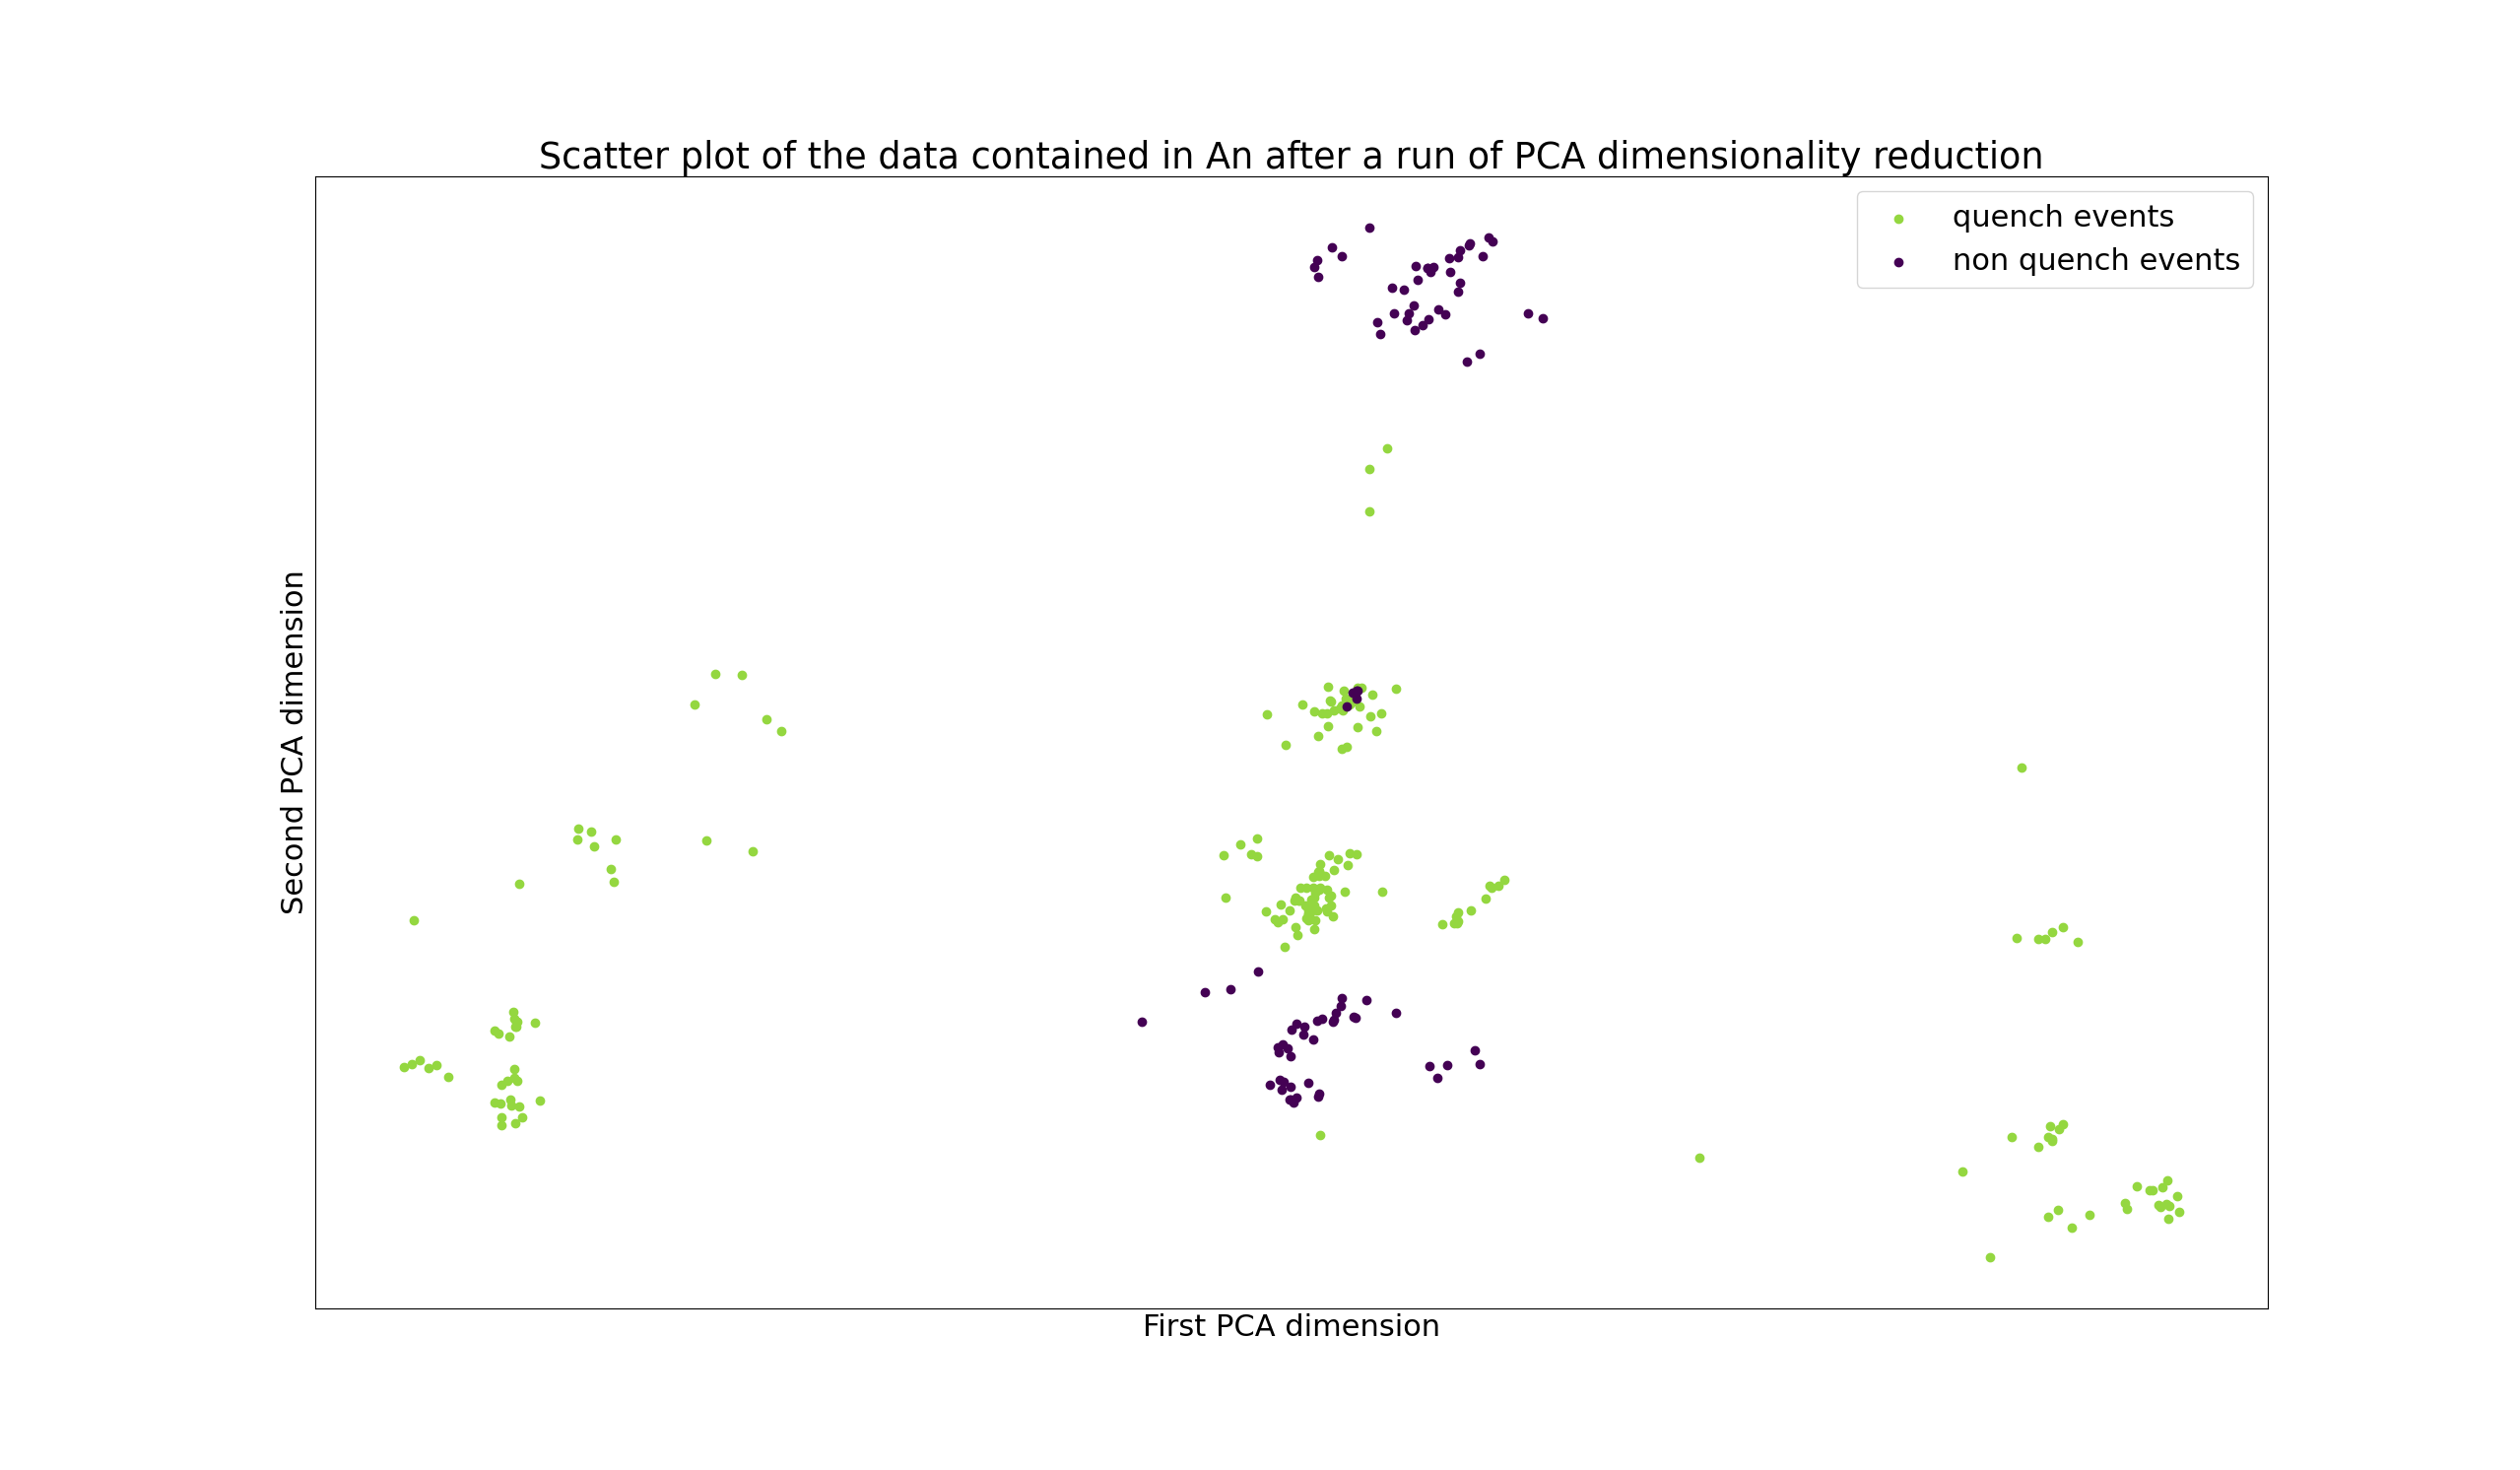 Scatter plot of the data contained in An after a run of PCA dimensionality reduction
quench events
non quench events
Second PCA dimension
First PCA dimension